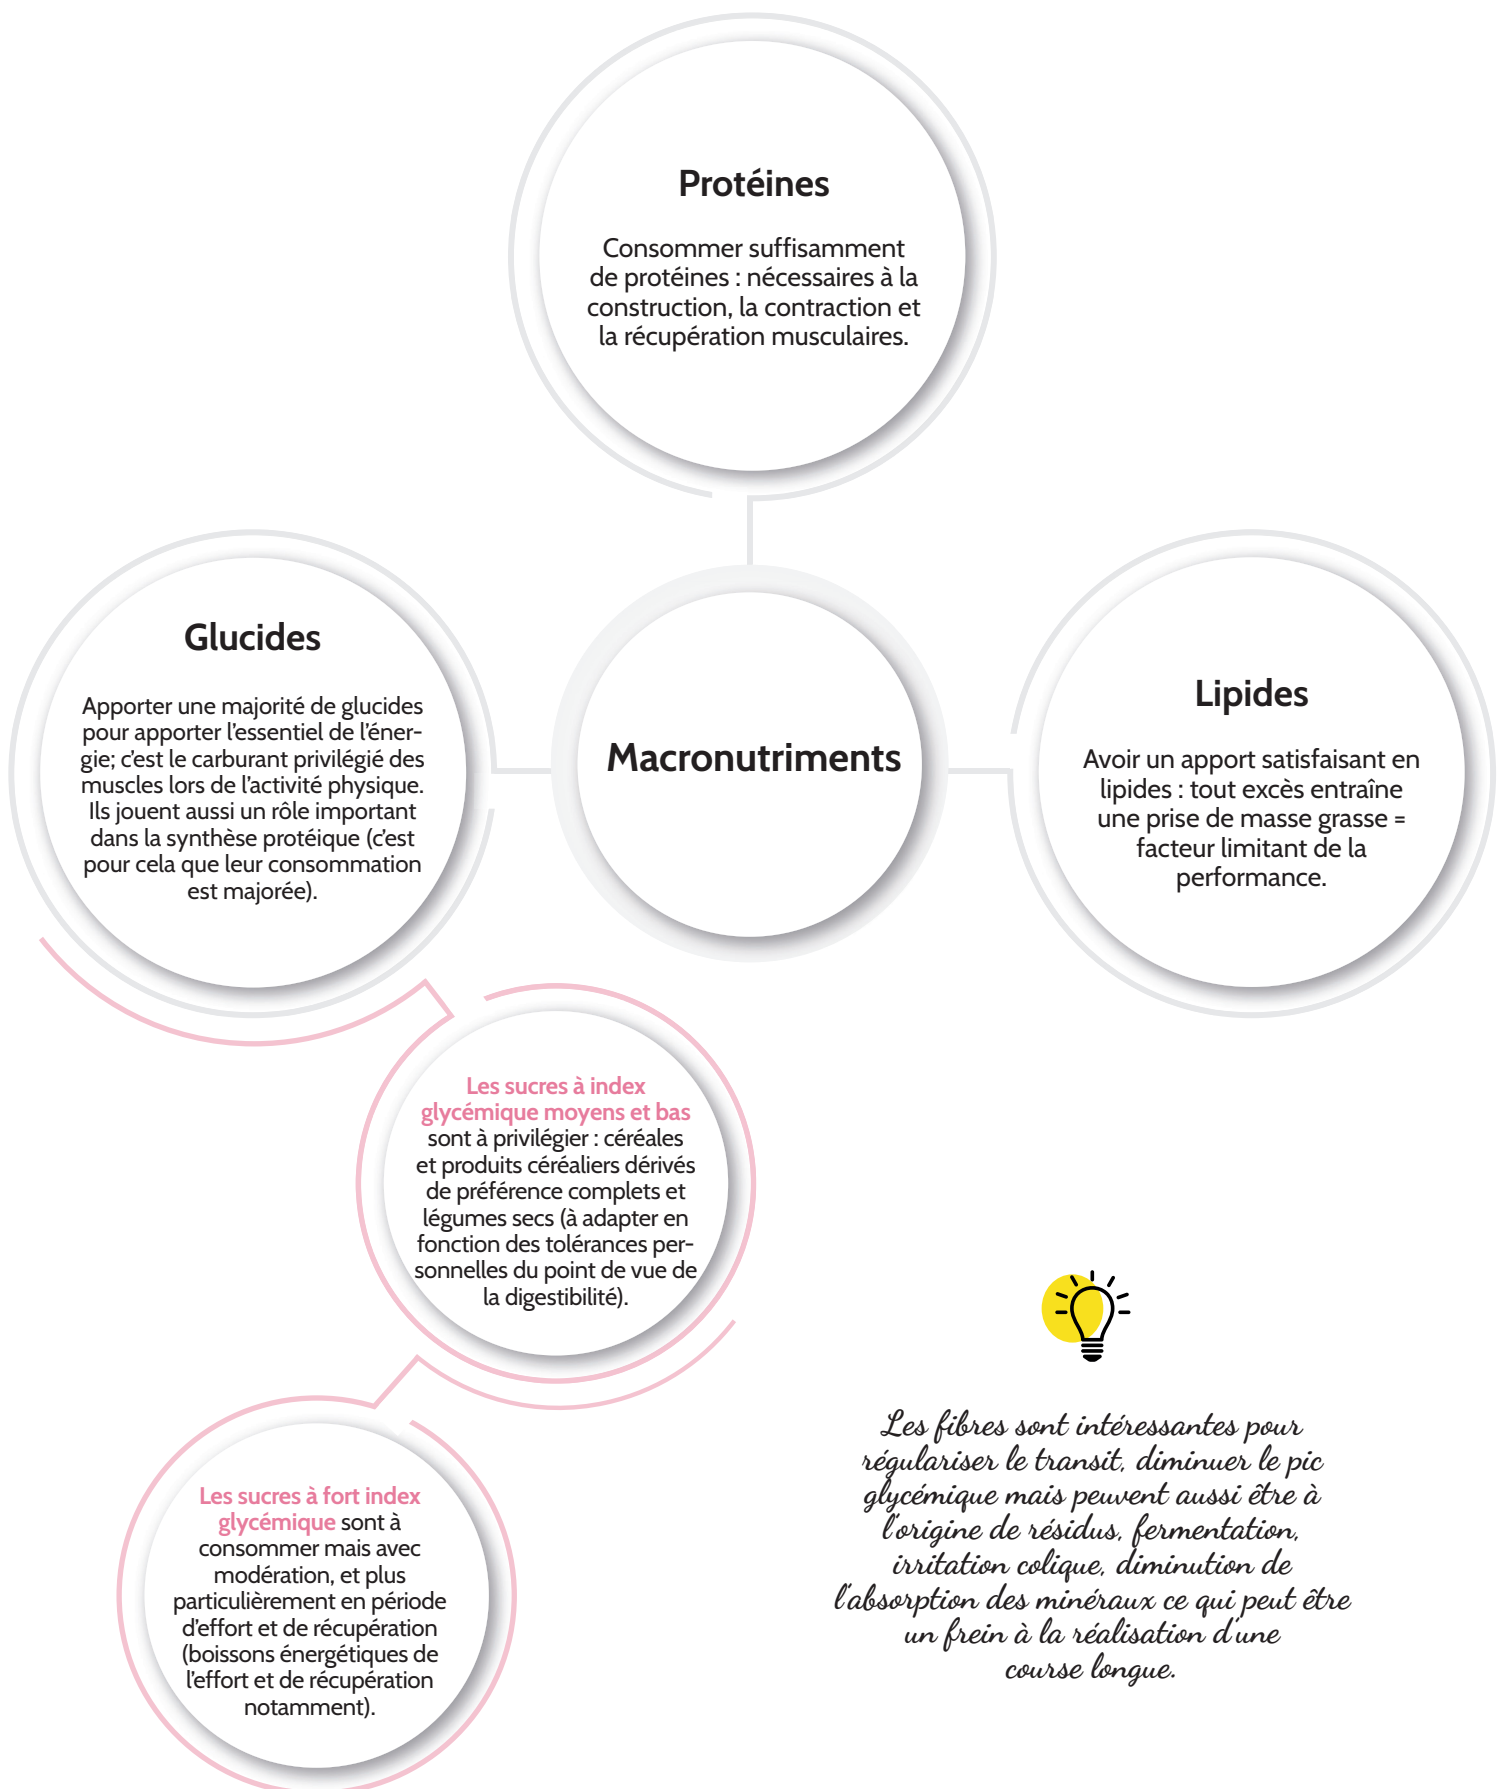 Protéines
Consommer suffisamment
de protéines : nécessaires à la
construction, la contraction et
la récupération musculaires.
Glucides
Apporter une majorité de glucides
pour apporter l’essentiel de l’éner-
gie; c’est le carburant privilégié des
muscles lors de l’activité physique.
Ils jouent aussi un rôle important
dans la synthèse protéique (c’est
pour cela que leur consommation
est majorée).
Macronutriments
Lipides
Avoir un apport satisfaisant en
lipides : tout excès entraîne
une prise de masse grasse =
facteur limitant de la
performance.
Les sucres à index
glycémique moyens et bas
sont à privilégier : céréales
et produits céréaliers dérivés
de préférence complets et
légumes secs (à adapter en
fonction des tolérances per-
sonnelles du point de vue de
la digestibilité).
Les sucres à fort index
glycémique sont à
consommer mais avec
modération, et plus
particulièrement en période
d'effort et de récupération
(boissons énergétiques de
l’effort et de récupération
notamment).
Les fibres sont intéressantes pour
régulariser le transit, diminuer le pic
glycémique mais peuvent aussi être à
l’origine de résidus, fermentation,
irritation colique, diminution de
l’absorption des minéraux ce qui peut être
un frein à la réalisation d’une
course longue.